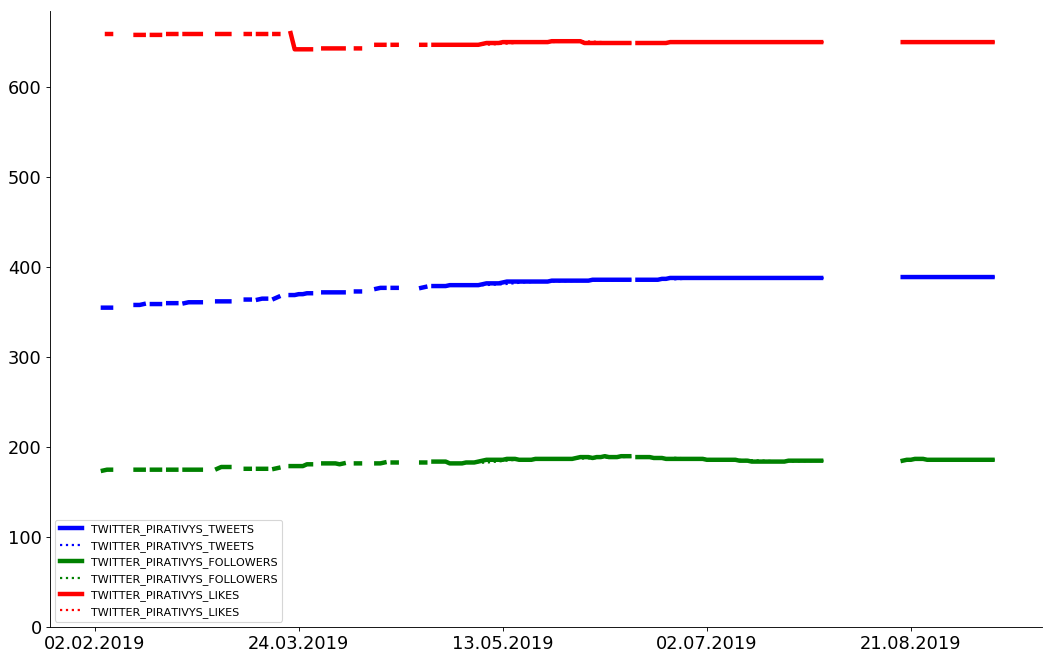 600
500
400
300
200
100
0
TWITTER_PIRATIVYS_TWEETS
TWITTER_PIRATIVYS_TWEETS
TWITTER_PIRATIVYS_FOLLOWERS
TWITTER_PIRATIVYS_FOLLOWERS
TWITTER_PIRATIVYS_LIKES
TWITTER_PIRATIVYS_LIKES
02.02.2019 24.03.2019 13.05.2019 02.07.2019 21.08.2019